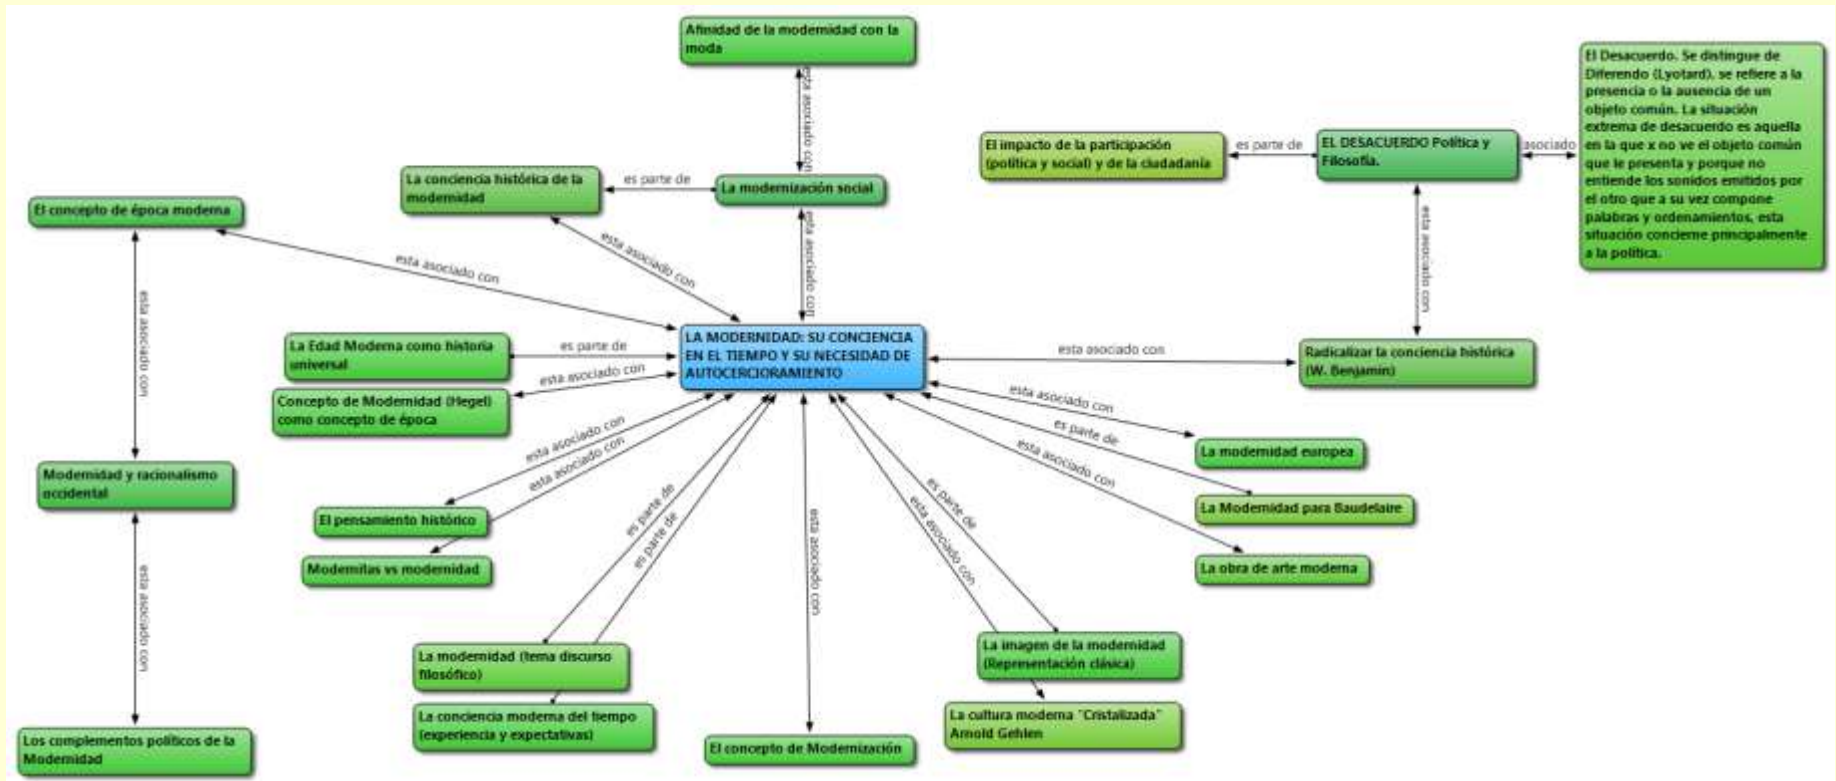 Afinidad de la modernidad con la
moda
esta asociado con
El Desacuerdo. Se distingue de
Diferendo (Lyotard), se refiere a la
presencia o la ausencia de un
objeto común. La situación
extrema de desacuerdo es aquella
en la que x no ve el objeto común
que le presenta y porque no
entiende los sonidos emitidos por
el otro que a su vez compone
palabras y ordenamientos, esta
situación concierne principalmente
a la política.
El impacto de la participación
(política y social) y de la ciudadanía
es parte de
EL DESACUERDO Política y
Filosofía.
asociado
La conciencia histórica de la
modernidad
es parte de
La modernización social
El concepto de época moderna
esta asociado con
esta asociado con
esta asociado con
esta asociado con
esta asociado con
La Edad Moderna como historia
universal
es parte de
LA MODERNIDAD: SU CONCIENCIA
EN EL TIEMPO Y SU NECESIDAD DE
AUTOCERCIORAMIENTO
esta asociado con
Radicalizar la conciencia histórica
(W. Benjamin)
Concepto de Modernidad (Hegel)
como concepto de época
esta asociado con
esta asociado con
esta asociado con
esta asociado con
es parte de
esta asociado con
La modernidad europea
Modernidad y racionalismo
occidental
es parte de
es parte de
es parte de
esta asociado con
La Modernidad para Baudelaire
El pensamiento histórico
Modernitas vs modernidad
esta asociado con
La obra de arte moderna
esta asociado con
La modernidad (tema discurso
filosófico)
La imagen de la modernidad
(Representación clásica)
La conciencia moderna del tiempo
(experiencia y expectativas)
La cultura moderna "Cristalizada"
Arnold Gehlen
Los complementos políticos de la
Modernidad
El concepto de Modernización